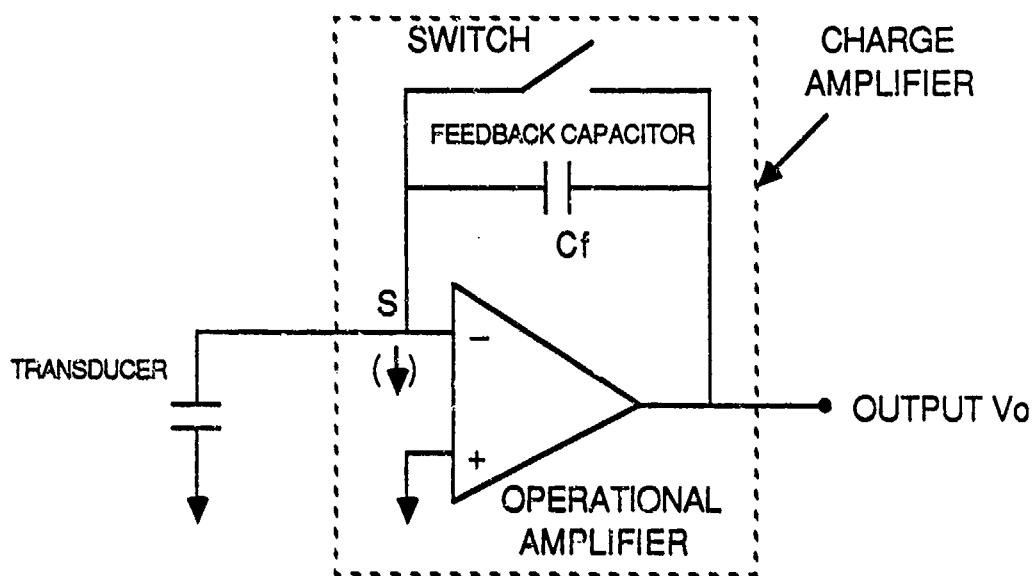 SWITCH
CHARGE
AMPLIFIER
FEEDBACK CAPACITOR
Cf
S
−
( )
TRANSDUCER
OUTPUT Vo
+
OPERATIONAL
AMPLIFIER